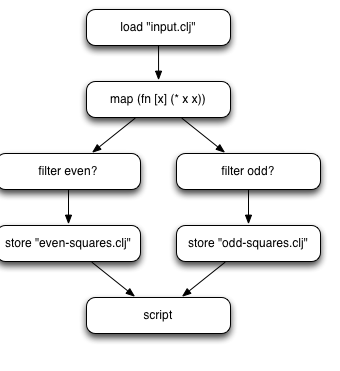 load "input.clj"
map (fn [x] (* x x))
filter even?
filter odd?
store "even-squares.clj"
store "odd-squares.clj"
script